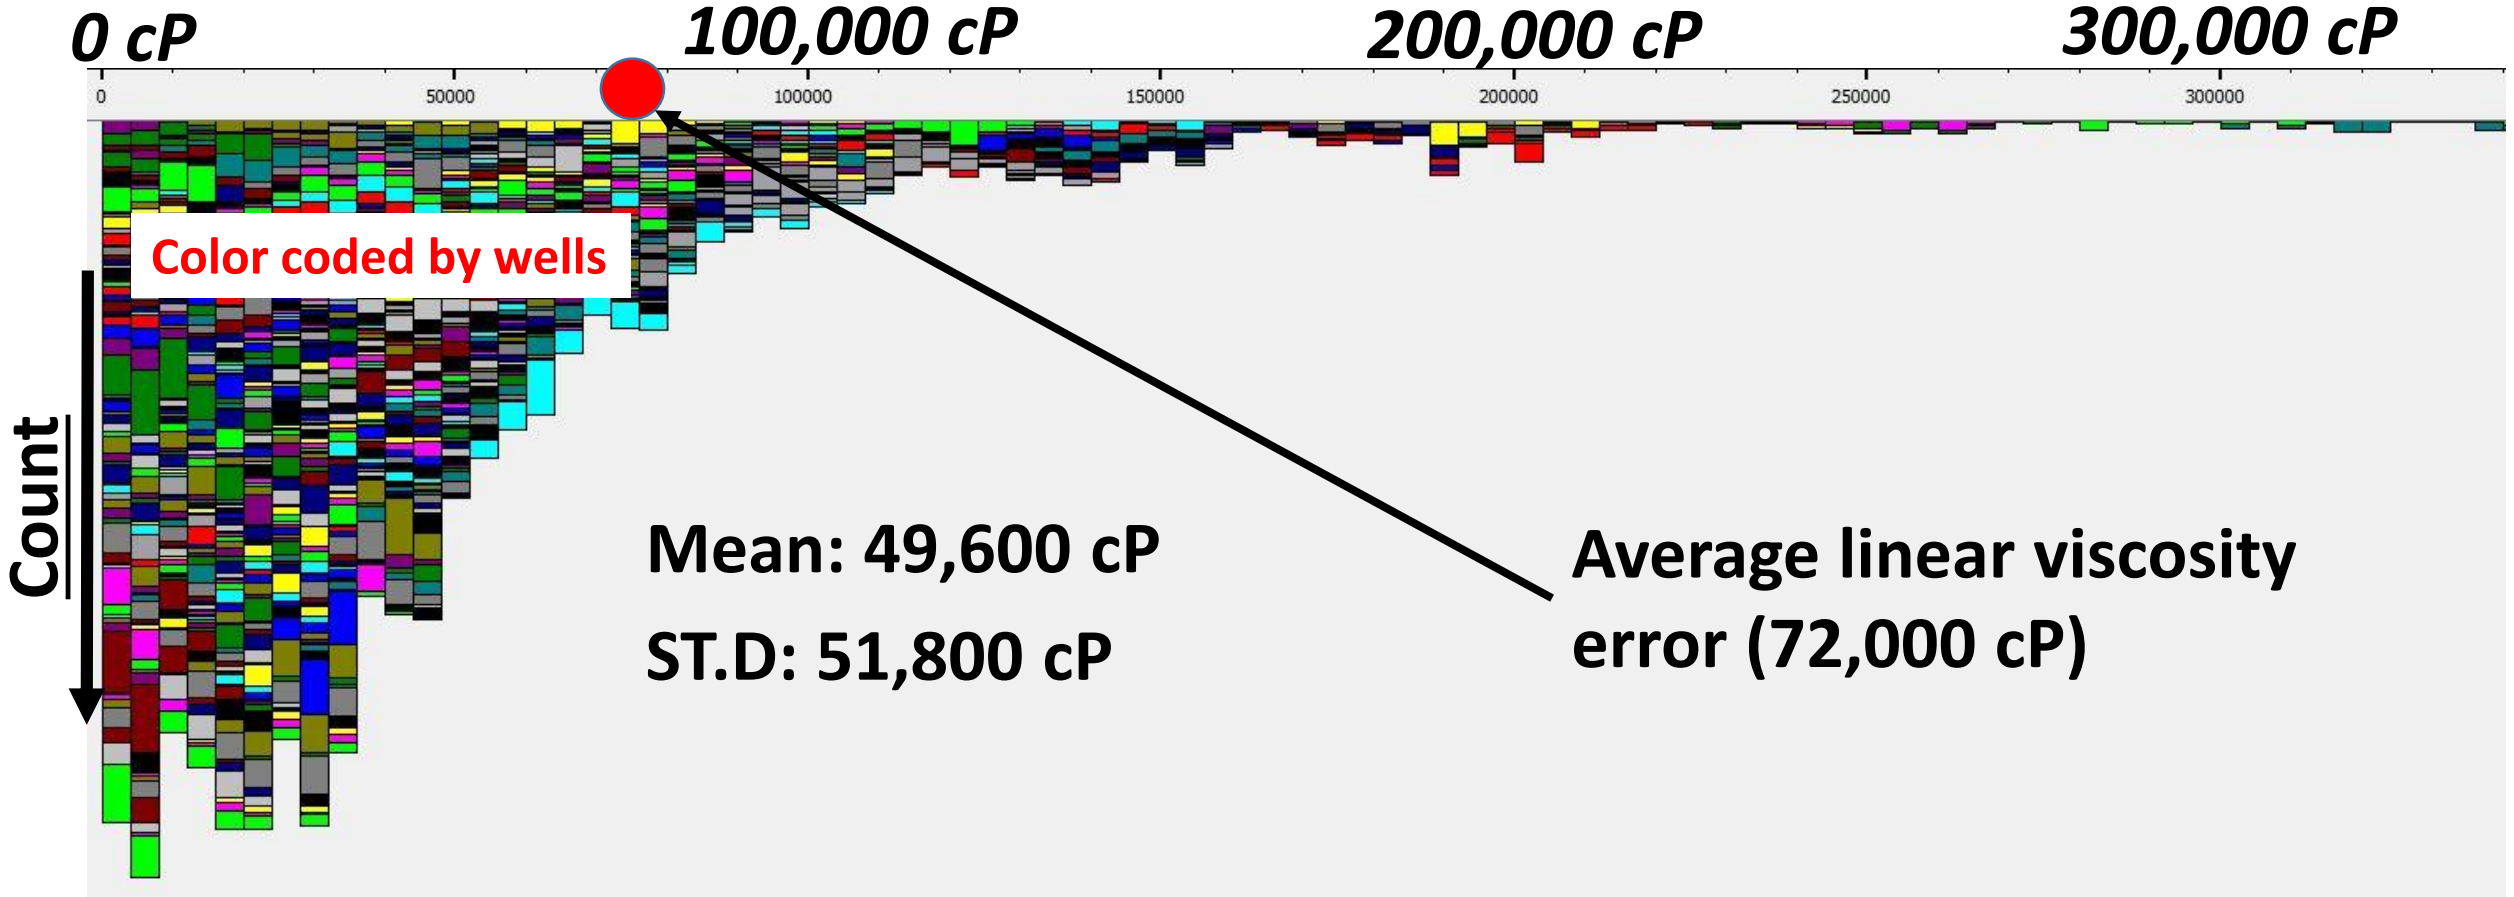 0 cP
100,000 cP
200,000 cP
300,000 cP
0
50000
100000
150000
200000
250000
300000
Color coded by wells
Count
Mean: 49,600 cP
ST.D: 51,800 cP
Average linear viscosity
error (72,000 cP)